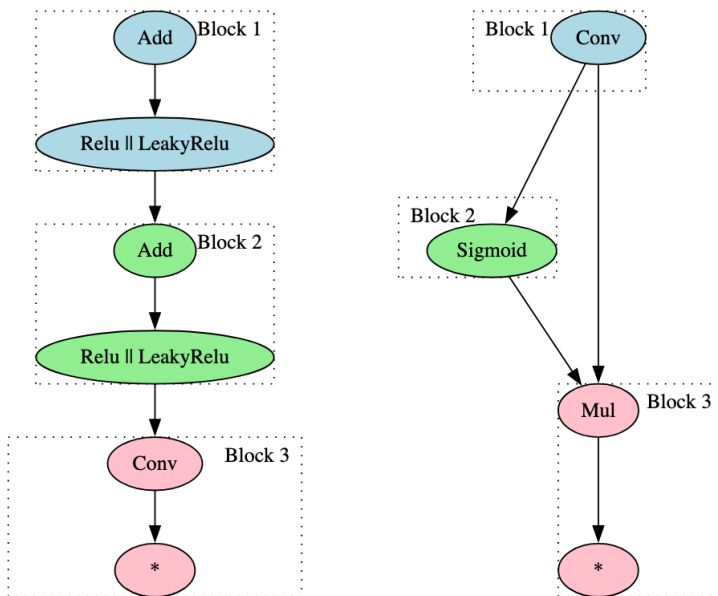 Add
Block 1
Relu || LeakyRelu
Add
Block 2
Relu || LeakyRelu
Conv
Block 3
*
Block 1
Conv
Block 2
Sigmoid
Mul
Block 3
*